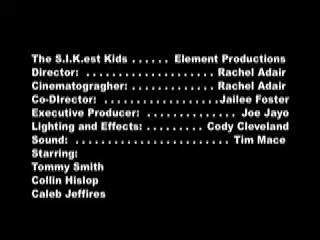 The S.I.K.est Kids . . . . . . Element Productions
Director: . . . . . . . . . . . . . . . . . . . . Rachel Adair
Cinematogragher: . . . . . . . . . . . . . Rachel Adair
Co-DIrector: . . . . . . . . . . . . . . . . . . Jailee Foster
Executive Producer: . . . . . . . . . . . . . . Joe Jayo
Lighting and Effects: . . . . . . . . . Cody Cleveland
Sound: . . . . . . . . . . . . . . . . . . . . . . . . Tim Mace
Starring:
Tommy Smith
Collin Hislop
Caleb Jeffires